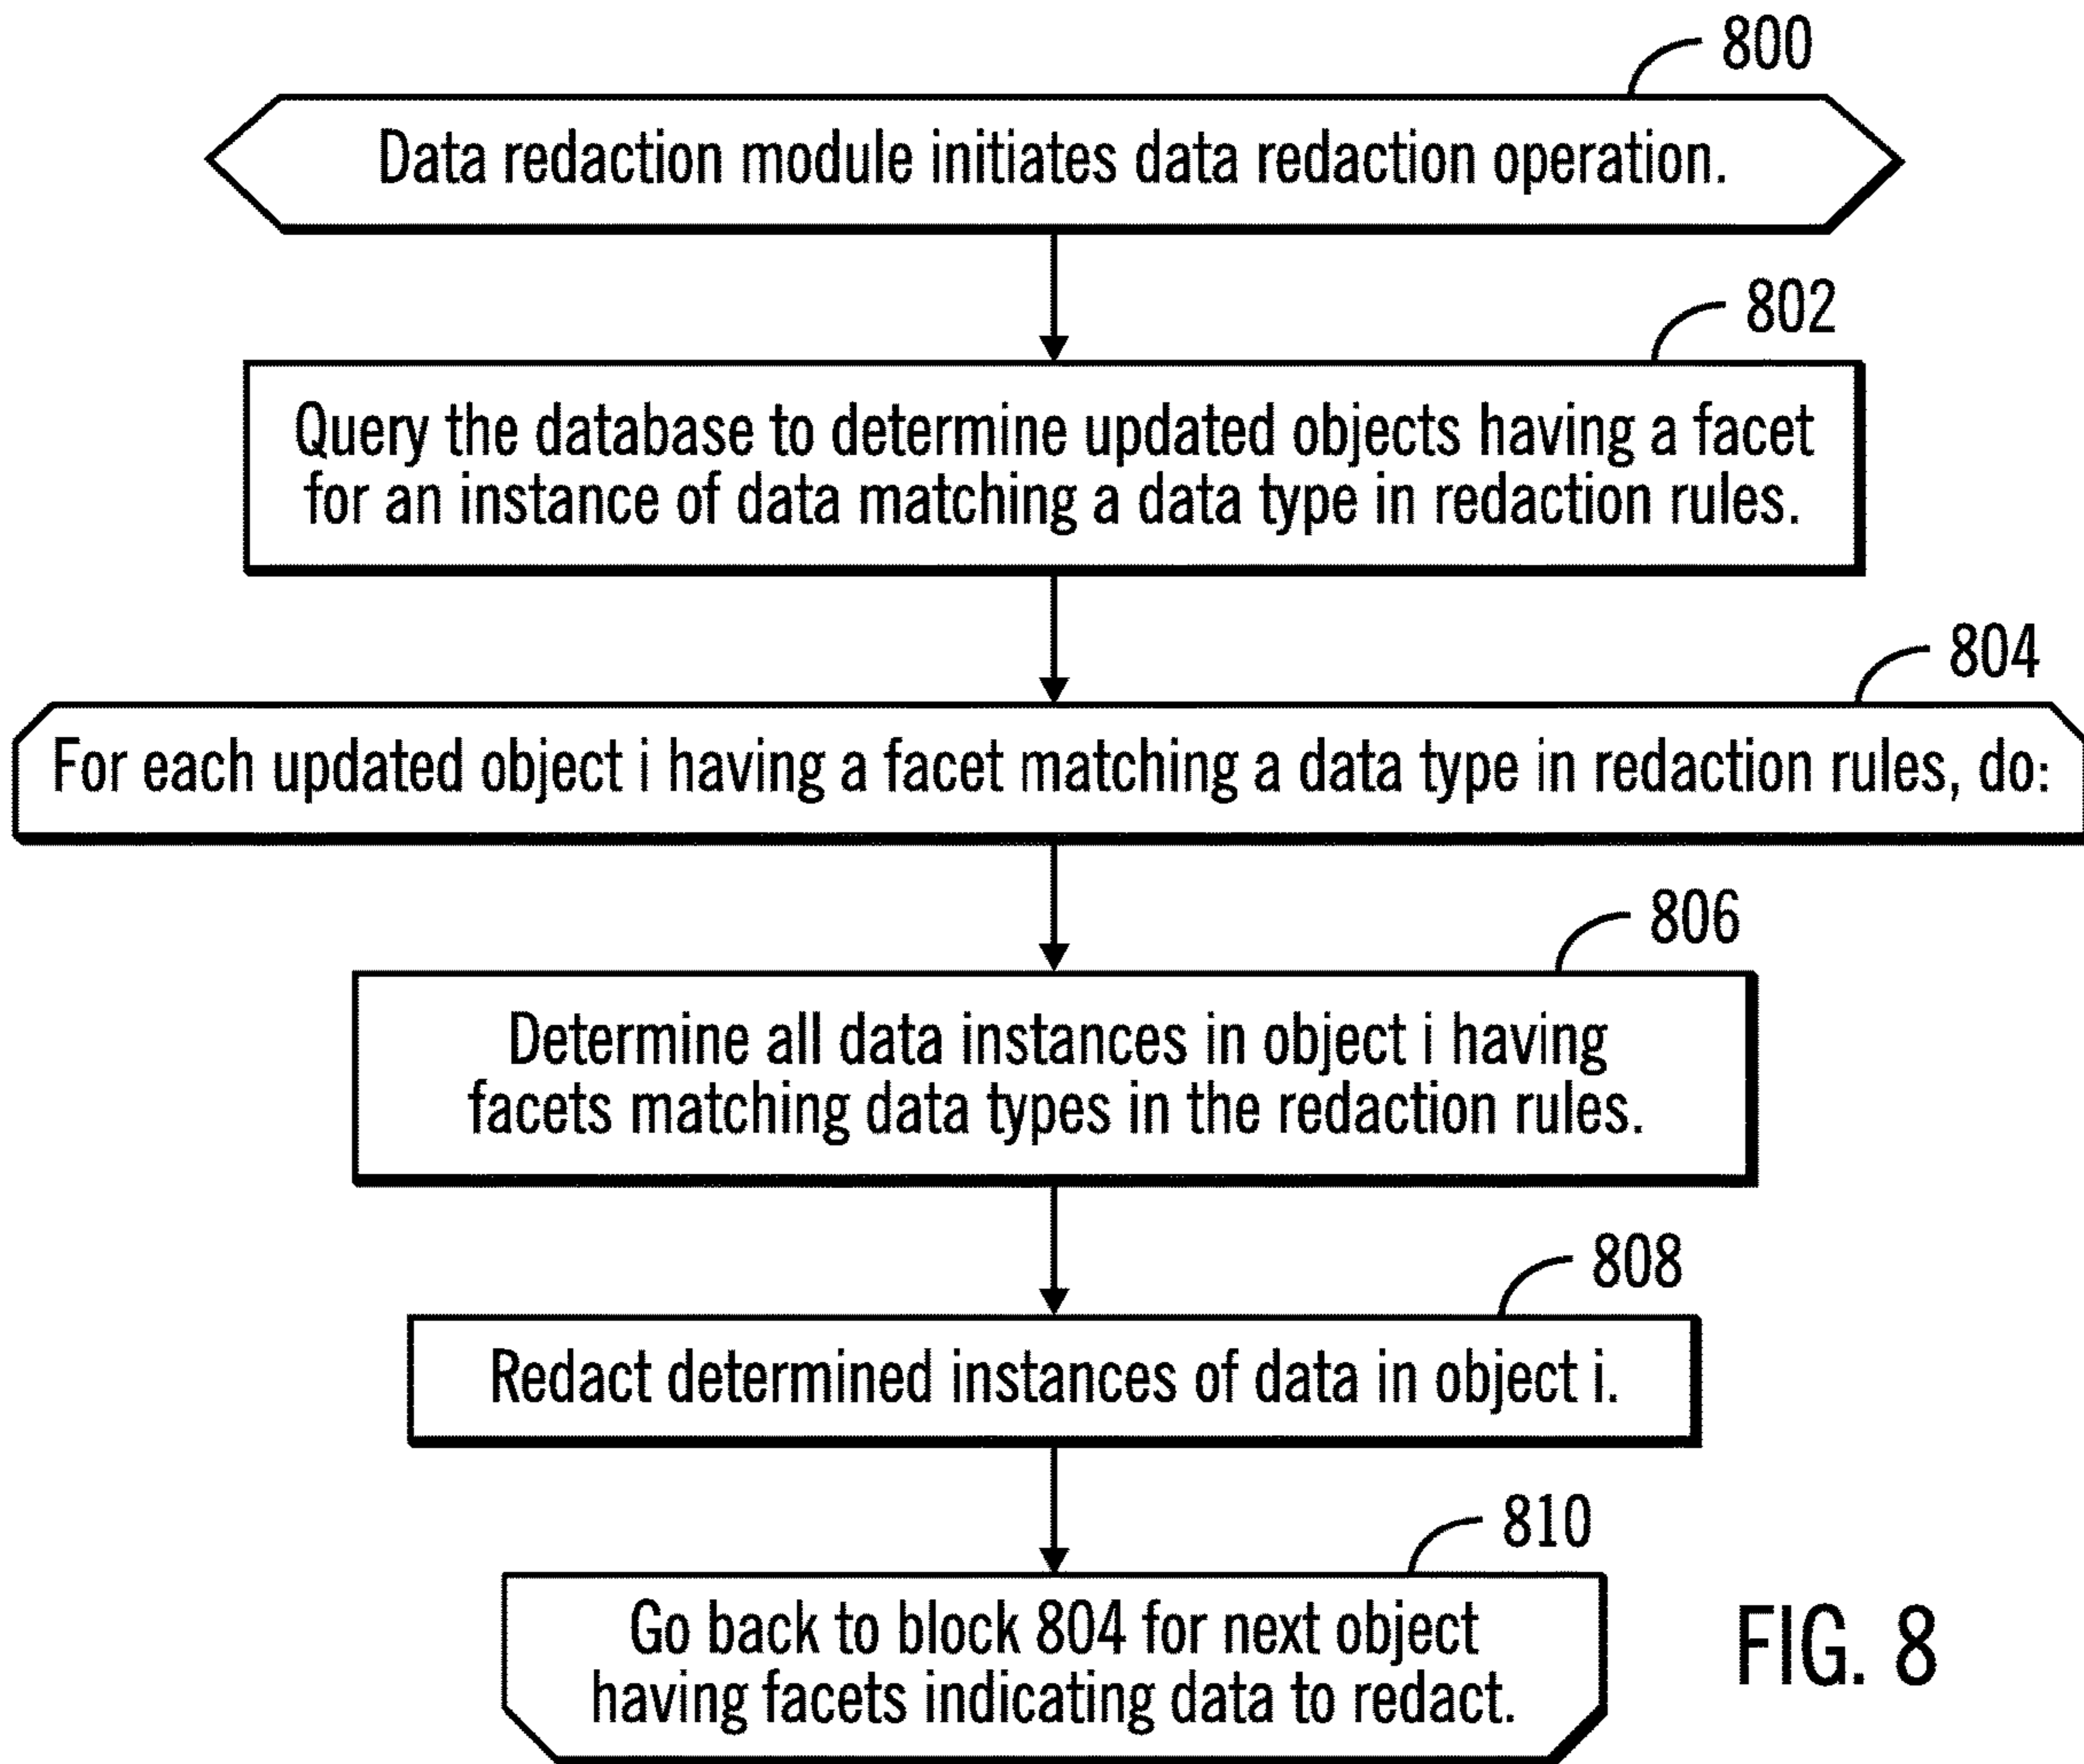 800
Data redaction module initiates data redaction operation.
802
Query the database to determine updated objects having a facet
for an instance of data matching a data type in redaction rules.
804
For each updated object i having a facet matching a data type in redaction rules, do:
806
Determine all data instances in object i having
facets matching data types in the redaction rules.
808
Redact determined instances of data in object i.
810
Go back to block 804 for next object
having facets indicating data to redact.
FIG. 8